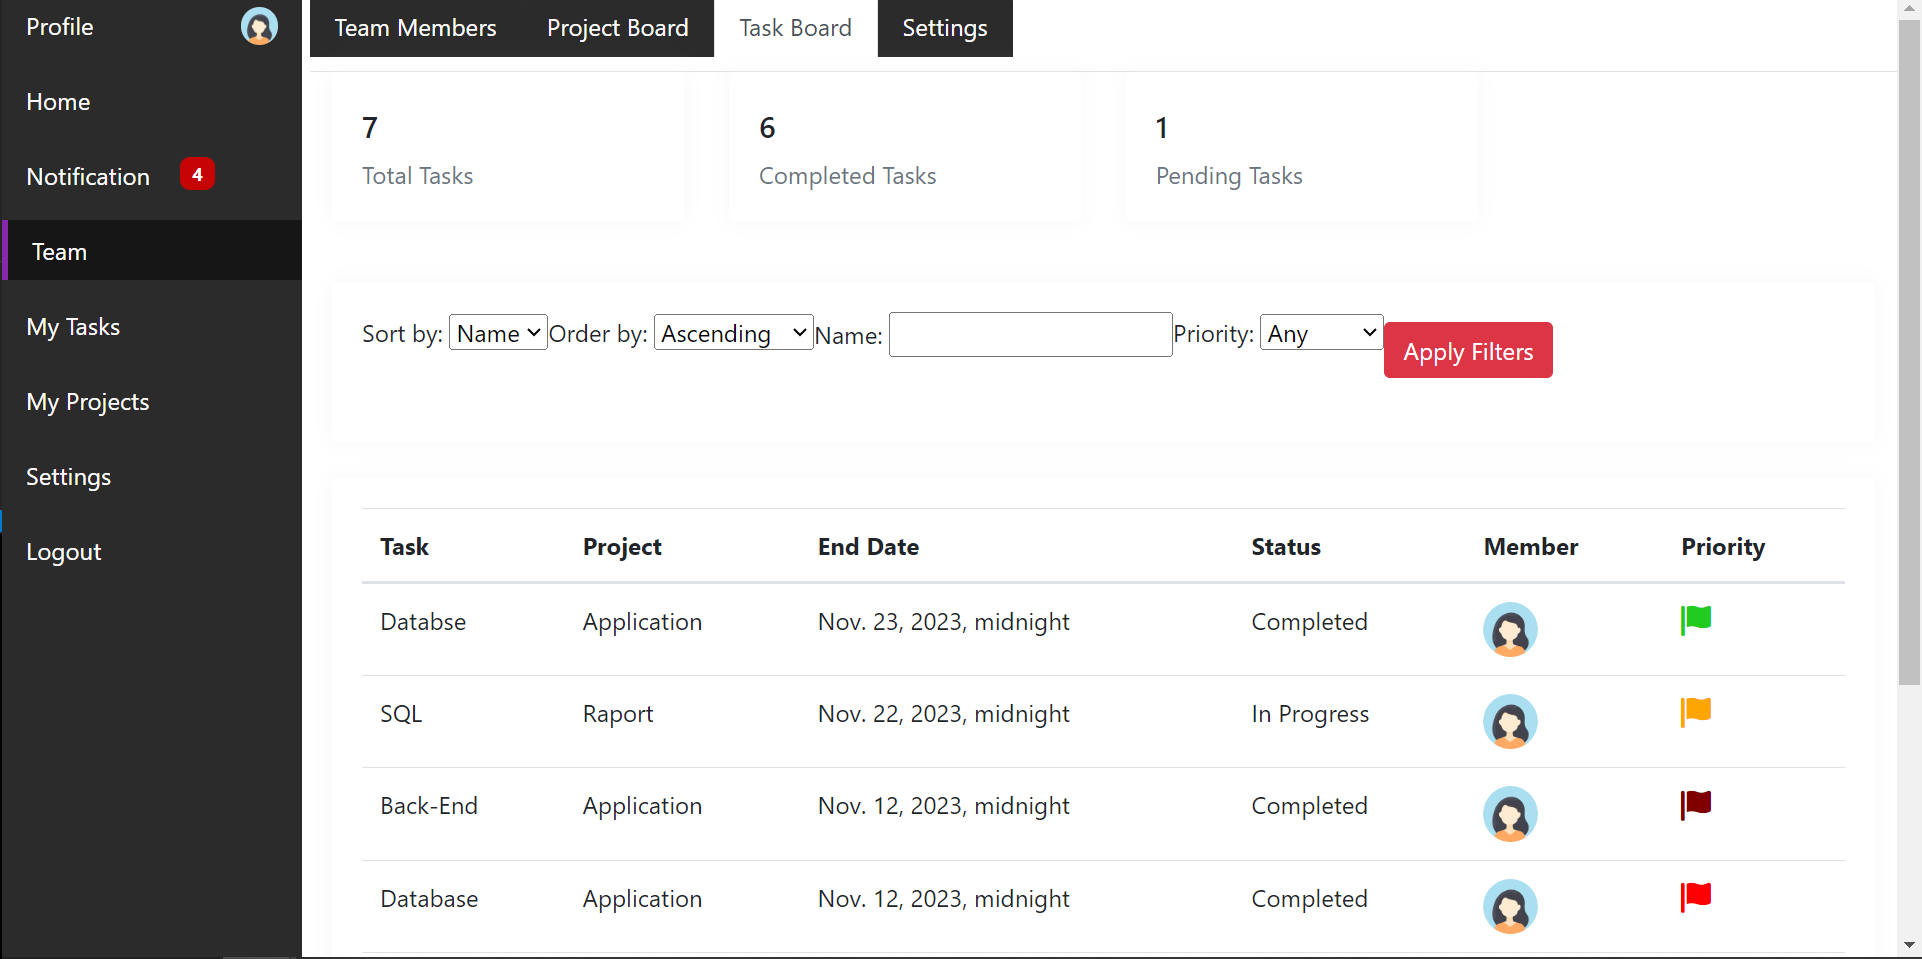 Profile
Home
Notification 4
Team
My Tasks
My Projects
Settings
Logout
Team Members Project Board Task Board Settings
7
Total Tasks
6
Completed Tasks
1
Pending Tasks
Sort by: Name Order by: Ascending Name: Priority: Any Apply Filters
Task Project End Date Status Member Priority
Databse Application Nov. 23, 2023, midnight Completed
SQL Raport Nov. 22, 2023, midnight In Progress
Back-End Application Nov. 12, 2023, midnight Completed
Database Application Nov. 12, 2023, midnight Completed